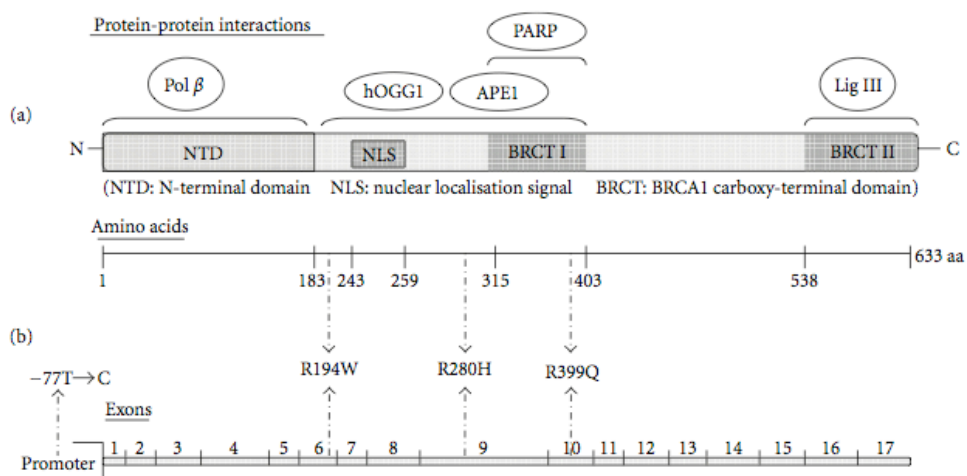 Protein-protein interactions
PARP
Pol β
hOGG1
APE1
Lig III
(a)
N
NTD
NLS
BRCT I
BRCT II
C
(NTD: N-terminal domain
NLS: nuclear localisation signal
BRCT: BRCA1 carboxy-terminal domain)
Amino acids
633 aa
1
183
243
259
315
403
538
(b)
R194W
R280H
R399Q
−77T→C
Exons
1 2 3 4 5 6 7 8 9 10 11 12 13 14 15 16 17
Promoter